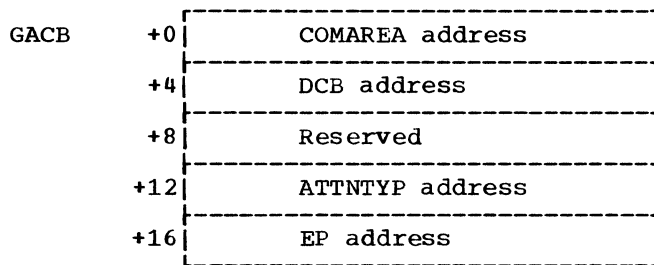 GACB +0 COMAREA address
+4 DCB address
+8 Reserved
+12 ATTNTYP address
+16 EP address